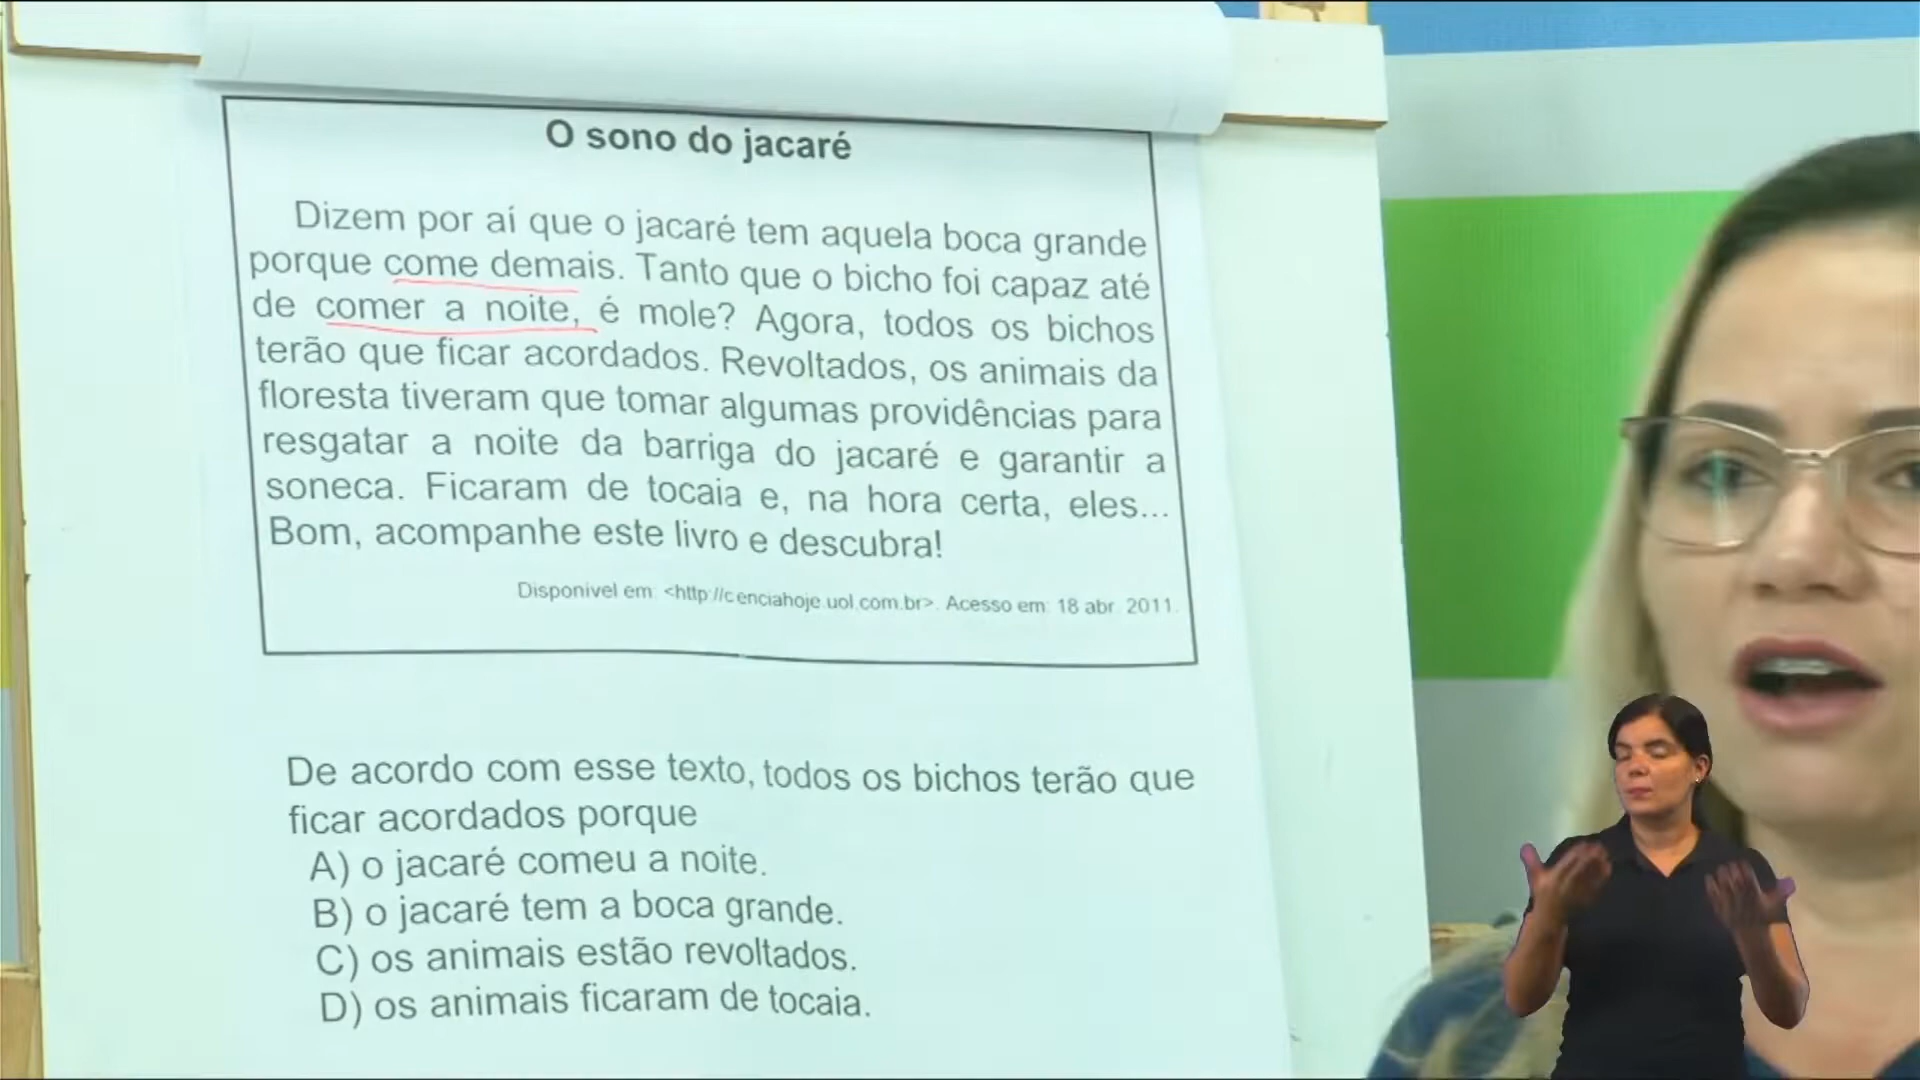 O sono do jacaré
Dizem por aí que o jacaré tem aquela boca grande
porque come demais. Tanto que o bicho foi capaz até
de comer a noite, é mole? Agora, todos os bichos
terão que ficar acordados. Revoltados, os animais da
floresta tiveram que tomar algumas providências para
resgatar a noite da barriga do jacaré e garantir a
soneca. Ficaram de tocaia e, na hora certa, eles...
Bom, acompanhe este livro e descubra!
Disponível em: <http://cienciahoje.uol.com.br>. Acesso em: 18 abr. 2011.
De acordo com esse texto, todos os bichos terão que
ficar acordados porque
A) o jacaré comeu a noite.
B) o jacaré tem a boca grande.
C) os animais estão revoltados.
D) os animais ficaram de tocaia.